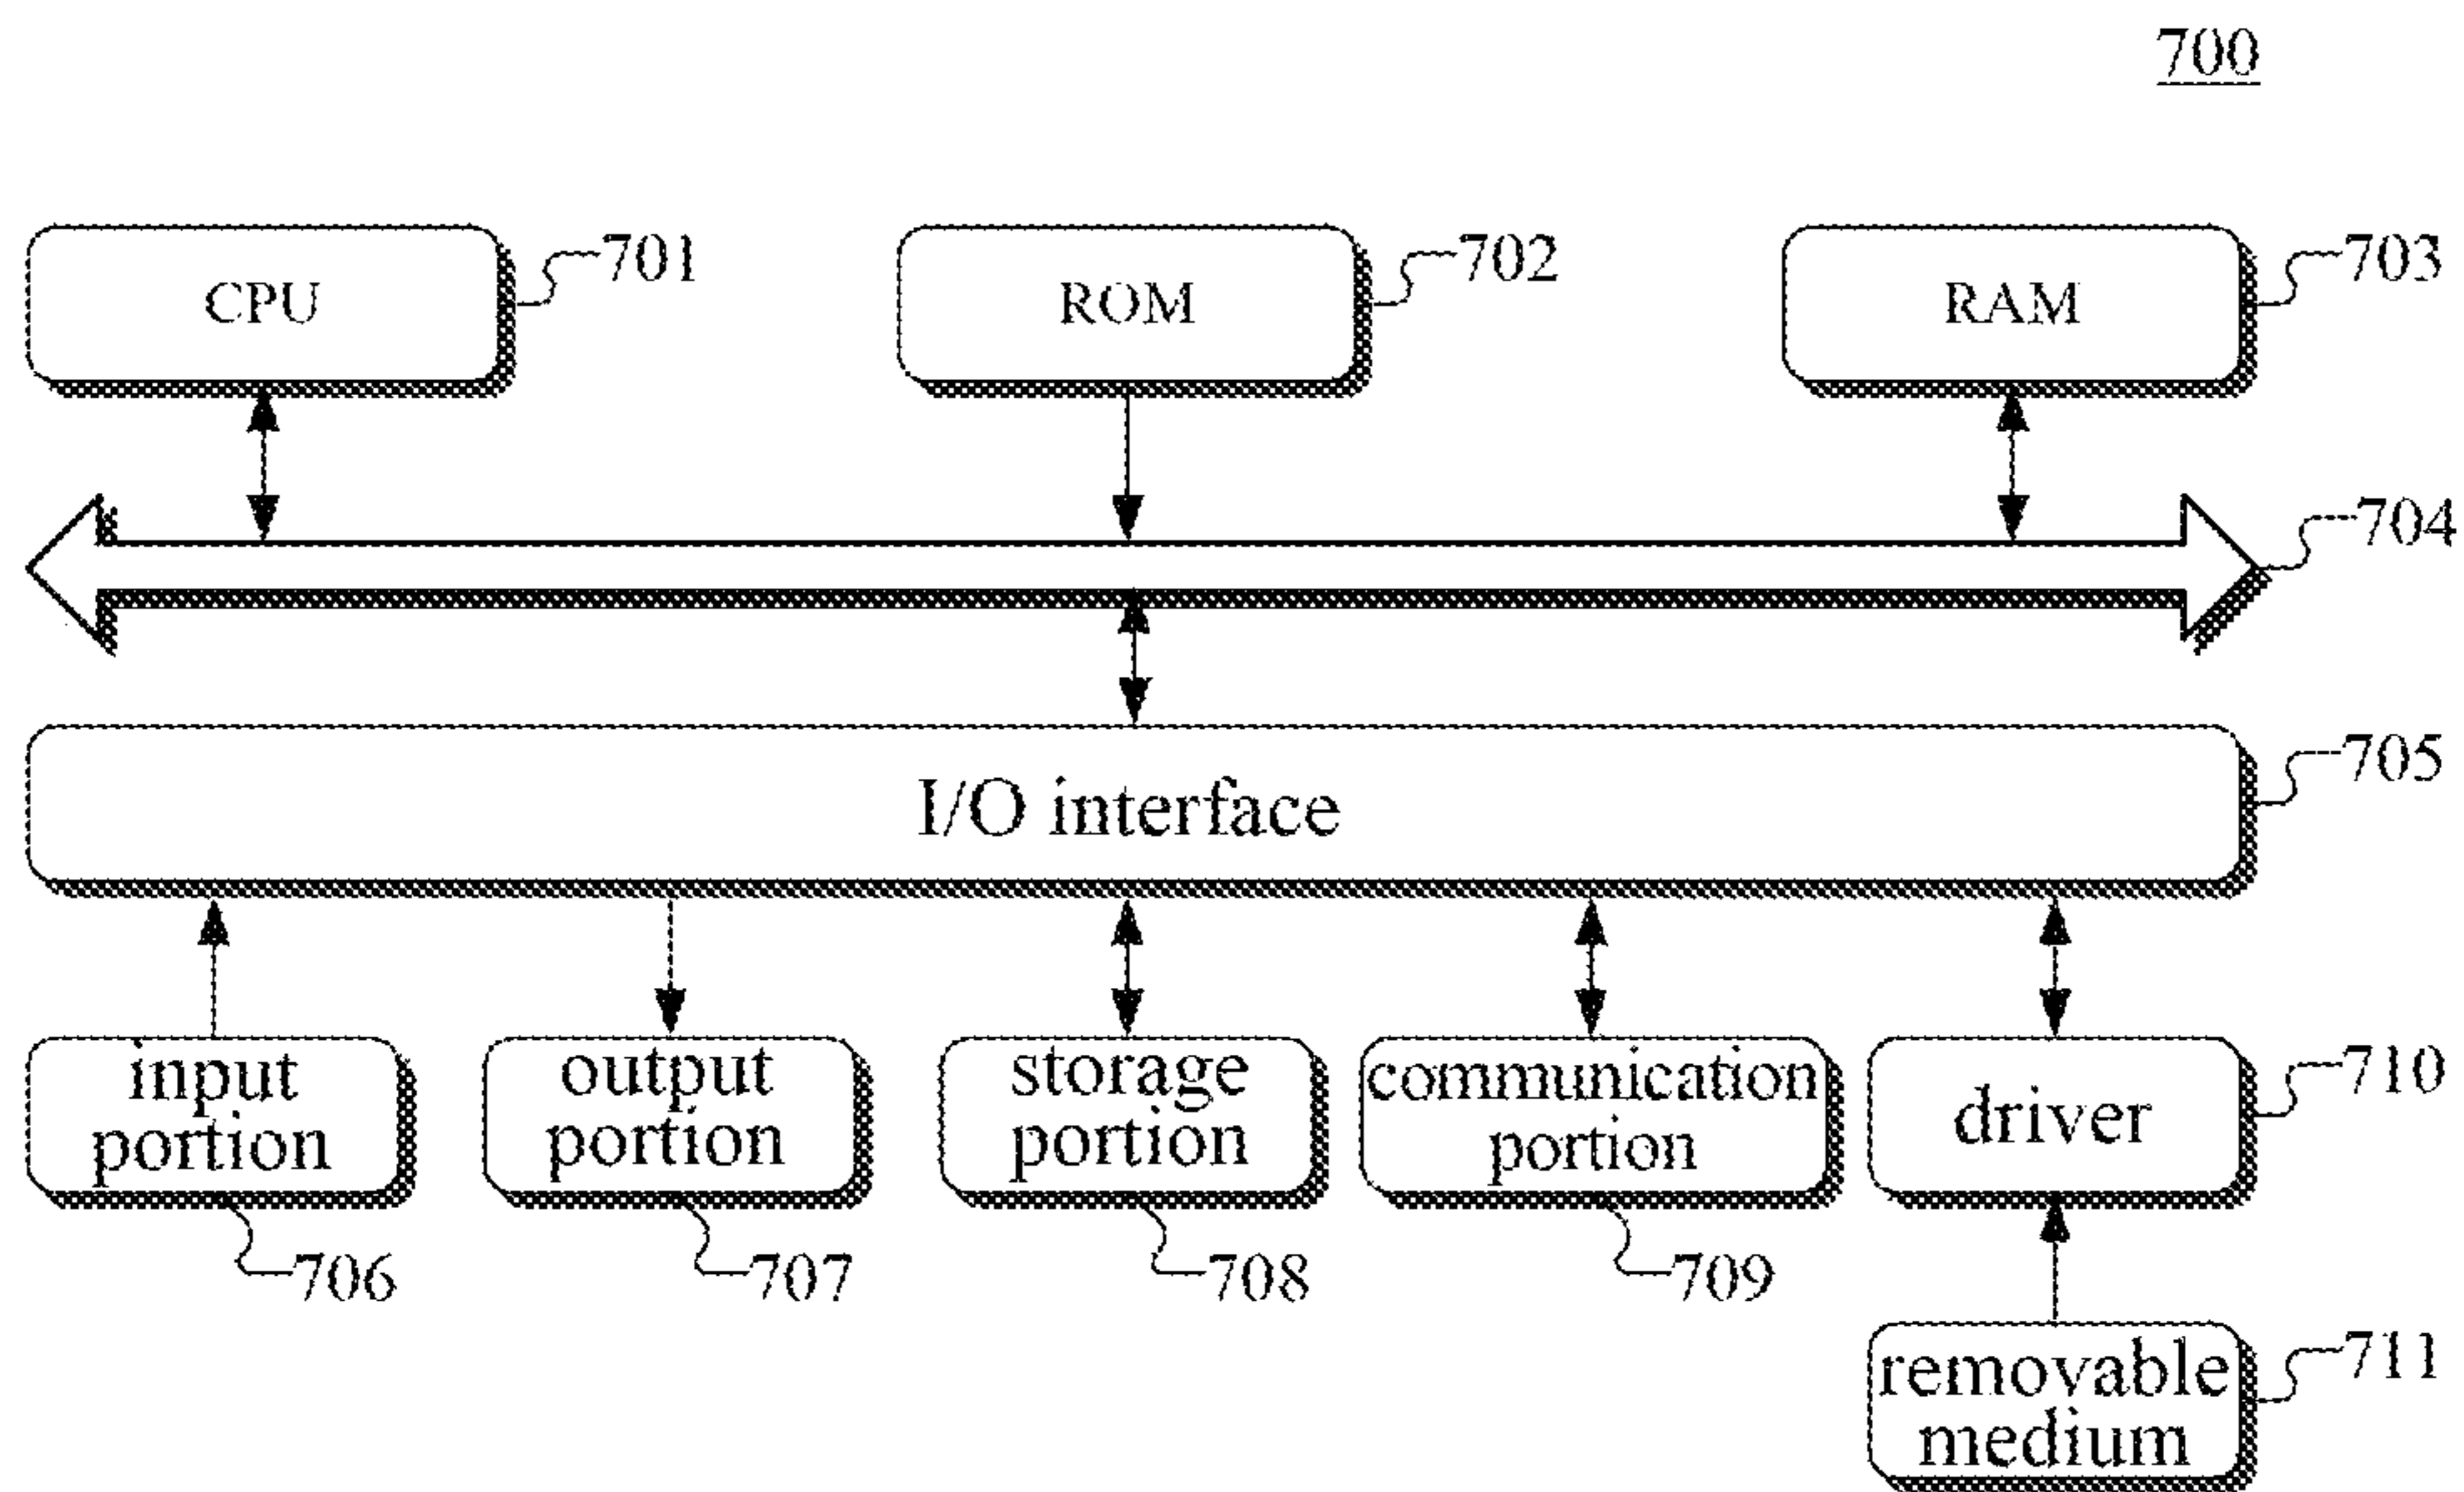 700
CPU
701
ROM
702
RAM
703
704
I/O interface
705
input
portion
706
output
portion
707
storage
portion
708
communication
portion
709
driver
710
removable
medium
711